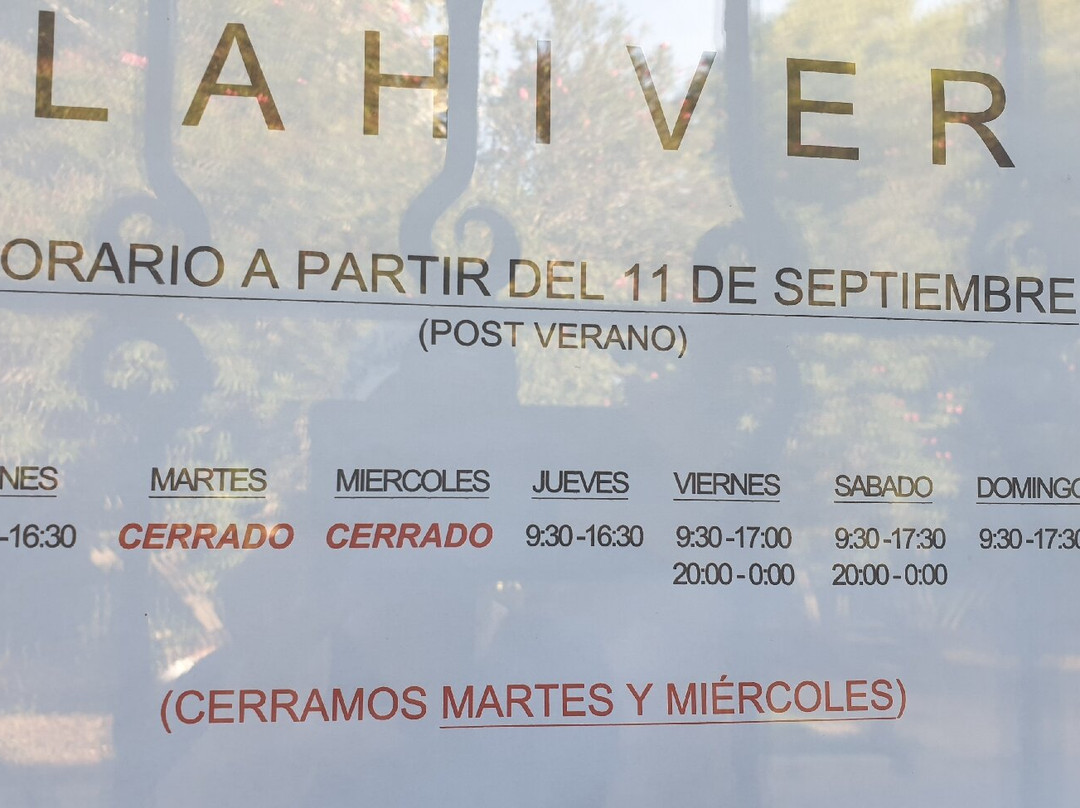 LAHIVER
ORARIO A PARTIR DEL 11 DE SEPTIEMBRE
(POST VERANO)
NES MARTES MIERCOLES JUEVES VIERNES SABADO DOMINGO
-16:30 CERRADO CERRADO 9:30-16:30 9:30-17:00 9:30-17:30 9:30-17:30
20:00-0:00 20:00-0:00
(CERRAMOS MARTES Y MIÉRCOLES)